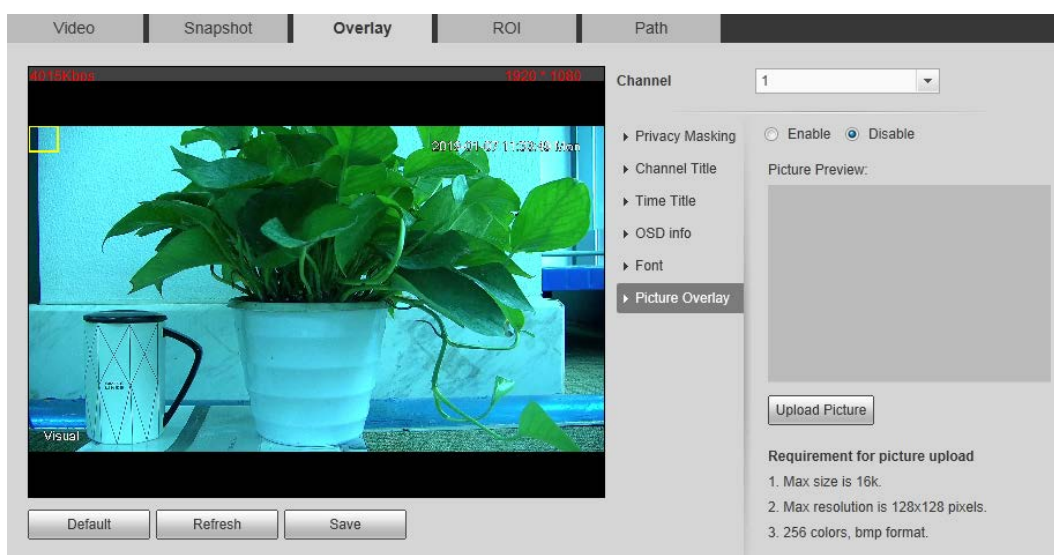 Video Snapshot Overlay ROI Path
4015Kbps 1920 * 1080
Channel 1
Privacy Masking
Channel Title
Time Title
OSD info
Font
Picture Overlay
Enable Disable
Picture Preview:
Visual
Upload Picture
Requirement for picture upload
1. Max size is 16k.
2. Max resolution is 128x128 pixels.
3. 256 colors, bmp format.
Default Refresh Save